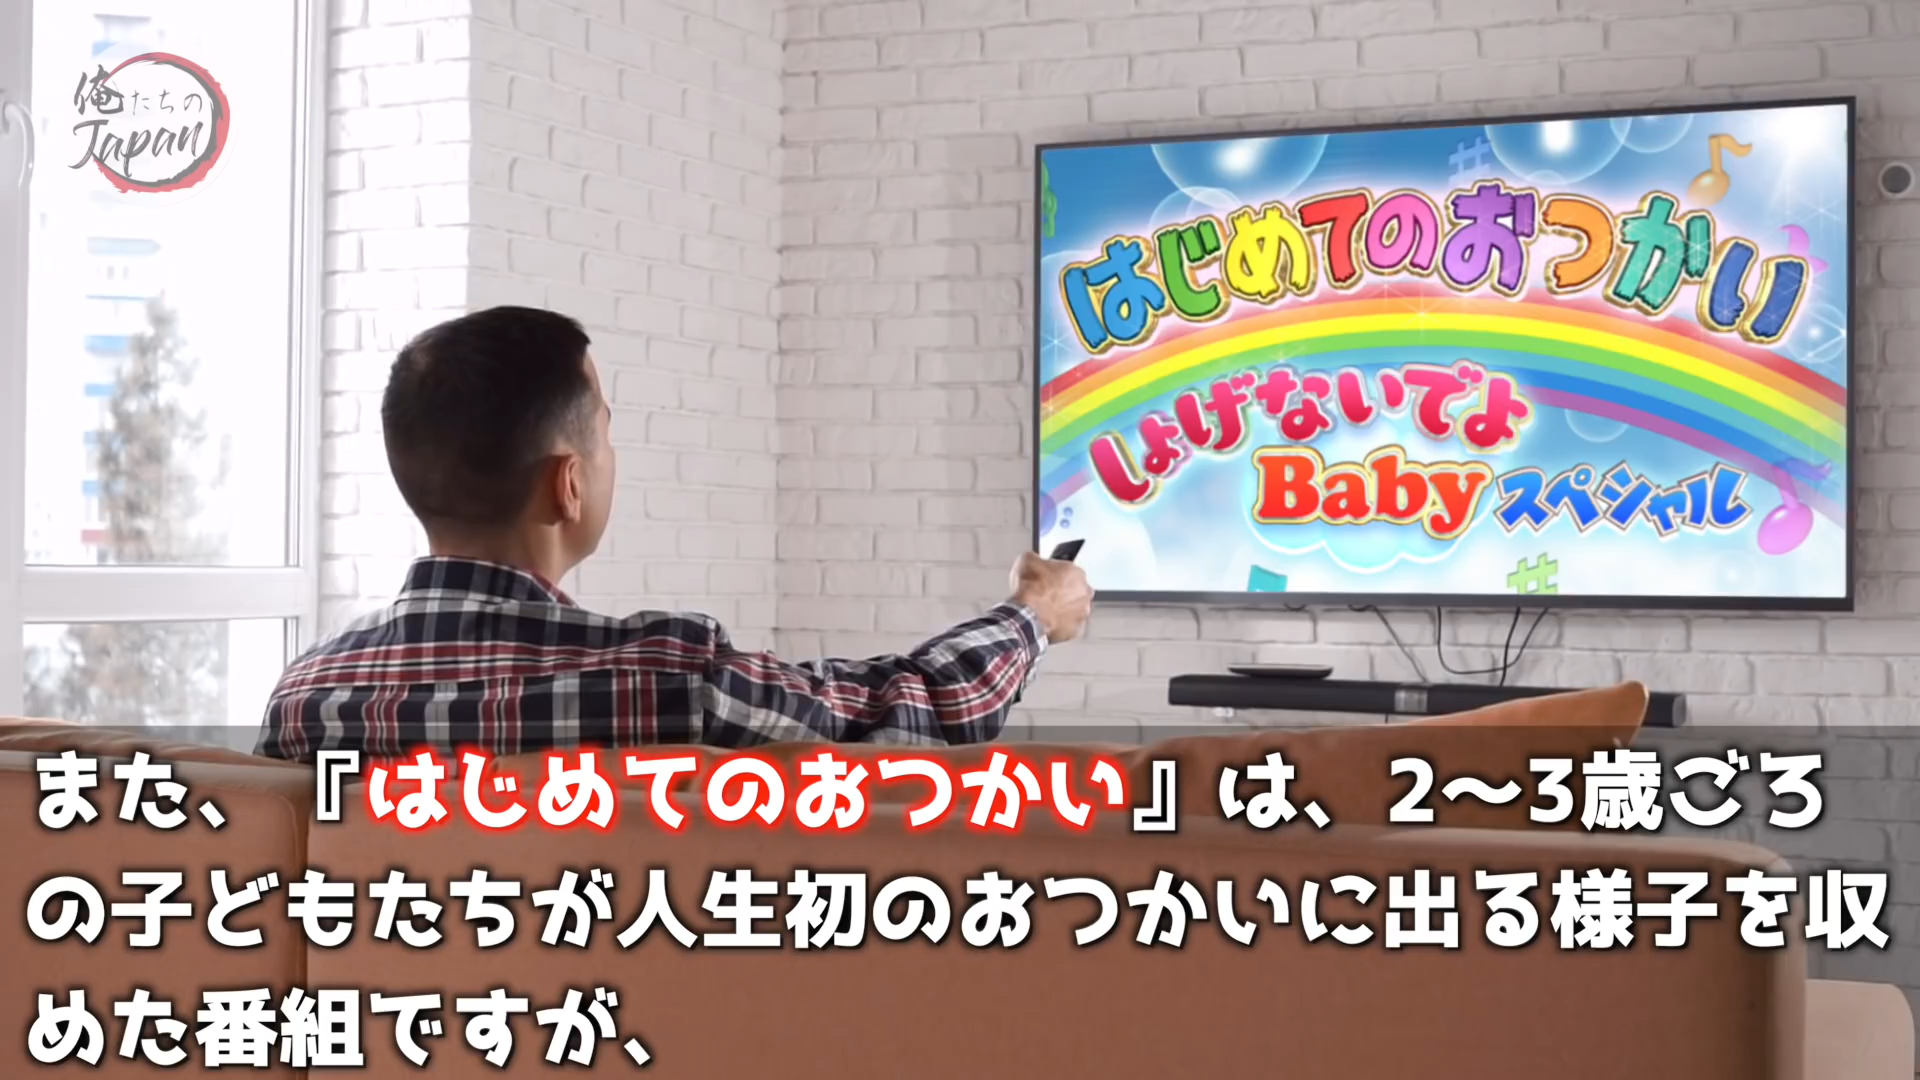 俺たちの
Japan
はじめてのおつかい
しょげないでよ
Babyスペシャル
また、『はじめてのおつかい』は、2～3歳ごろ
の子どもたちが人生初のおつかいに出る様子を収
めた番組ですが、